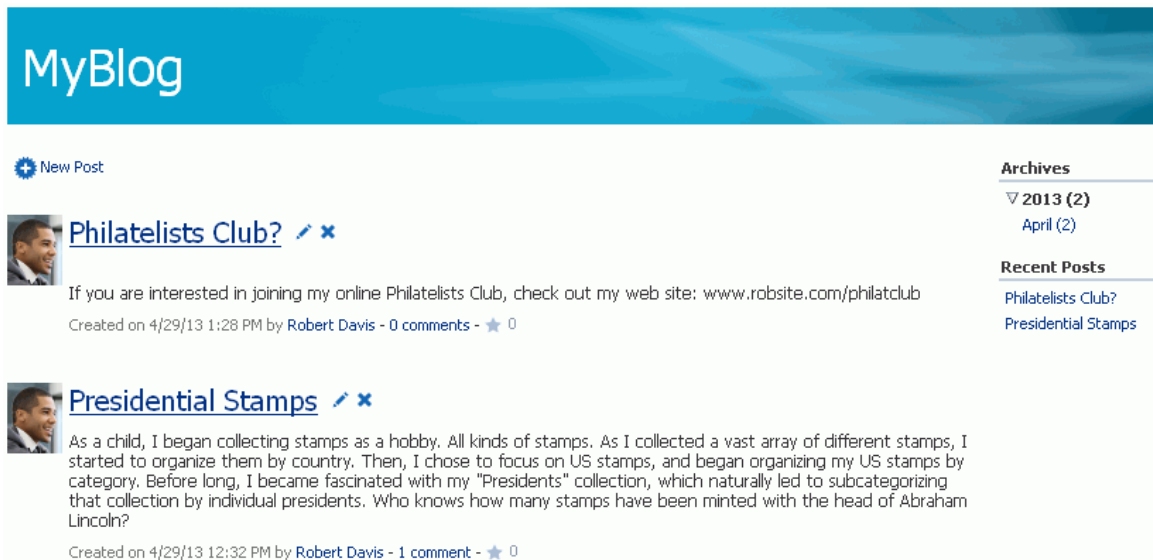 MyBlog
New Post
Philatelists Club?
If you are interested in joining my online Philatelists Club, check out my web site: www.robsite.com/philatclub
Created on 4/29/13 1:28 PM by Robert Davis - 0 comments - 0
Presidential Stamps
As a child, I began collecting stamps as a hobby. All kinds of stamps. As I collected a vast array of different stamps, I
started to organize them by country. Then, I chose to focus on US stamps, and began organizing my US stamps by
category. Before long, I became fascinated with my "Presidents" collection, which naturally led to subcategorizing
that collection by individual presidents. Who knows how many stamps have been minted with the head of Abraham
Lincoln?
Created on 4/29/13 12:32 PM by Robert Davis - 1 comment - 0
Archives
2013 (2)
April (2)
Recent Posts
Philatelists Club?
Presidential Stamps